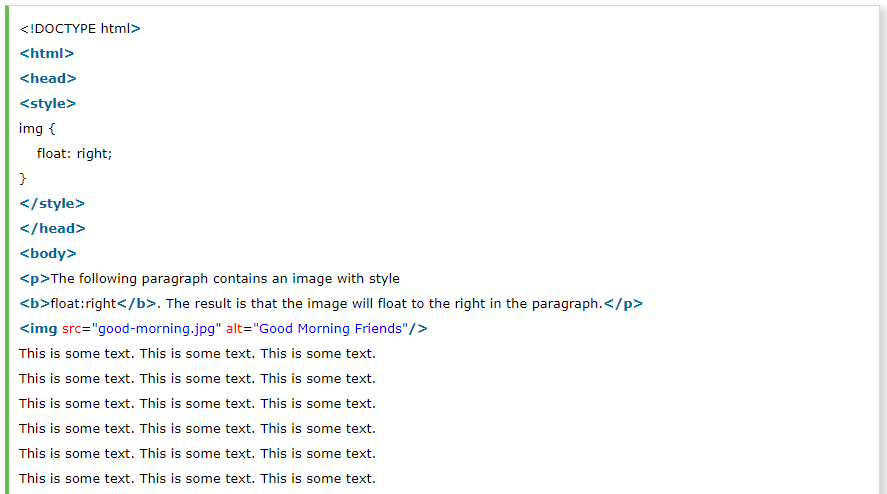 <!DOCTYPE html>
<html>
<head>
<style>
img {
    float: right;
}
</style>
</head>
<body>
<p>The following paragraph contains an image with style
<b>float:right</b>. The result is that the image will float to the right in the paragraph.</p>
<img src="good-morning.jpg" alt="Good Morning Friends"/>
This is some text. This is some text. This is some text.
This is some text. This is some text. This is some text.
This is some text. This is some text. This is some text.
This is some text. This is some text. This is some text.
This is some text. This is some text. This is some text.
This is some text. This is some text. This is some text.